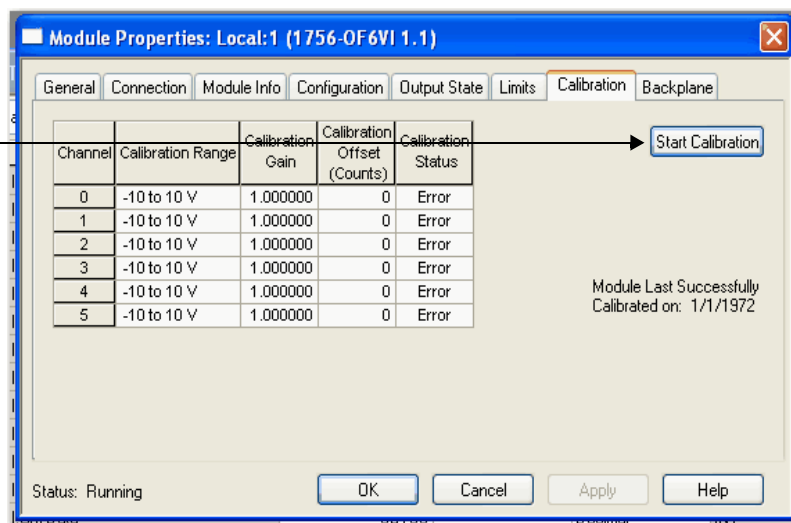 Module Properties: Local:1 (1756-OF6VI 1.1)
General Connection Module Info Configuration Output State Limits Calibration Backplane
Channel Calibration Range Calibration Gain Calibration Offset (Counts) Calibration Status
Start Calibration
0 -10 to 10 V 1.000000 0 Error
1 -10 to 10 V 1.000000 0 Error
2 -10 to 10 V 1.000000 0 Error
3 -10 to 10 V 1.000000 0 Error
4 -10 to 10 V 1.000000 0 Error
5 -10 to 10 V 1.000000 0 Error
Module Last Successfully
Calibrated on: 1/1/1972
Status: Running
OK Cancel Apply Help